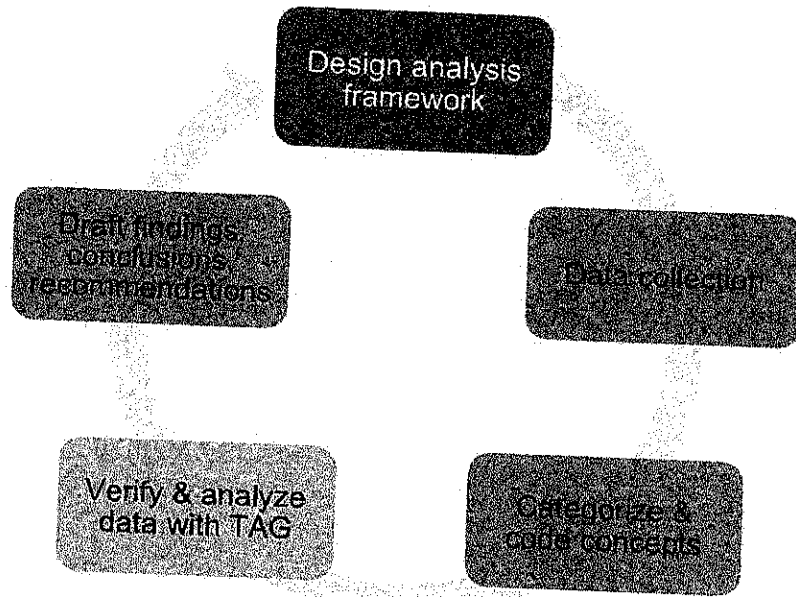 Design analysis
framework
Data collection
Categorize &
code concepts
Verify & analyze
data with TAG
Draft findings,
conclusions,
recommendations